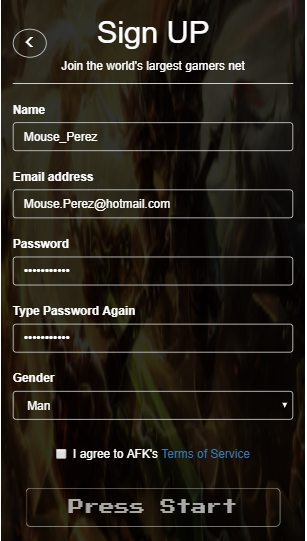 Sign UP
Join the world's largest gamers net
Name
Mouse_Perez
Email address
Mouse.Perez@hotmail.com
Password
•••••••••••
Type Password Again
•••••••••••
Gender
Man
I agree to AFK's Terms of Service
Press Start